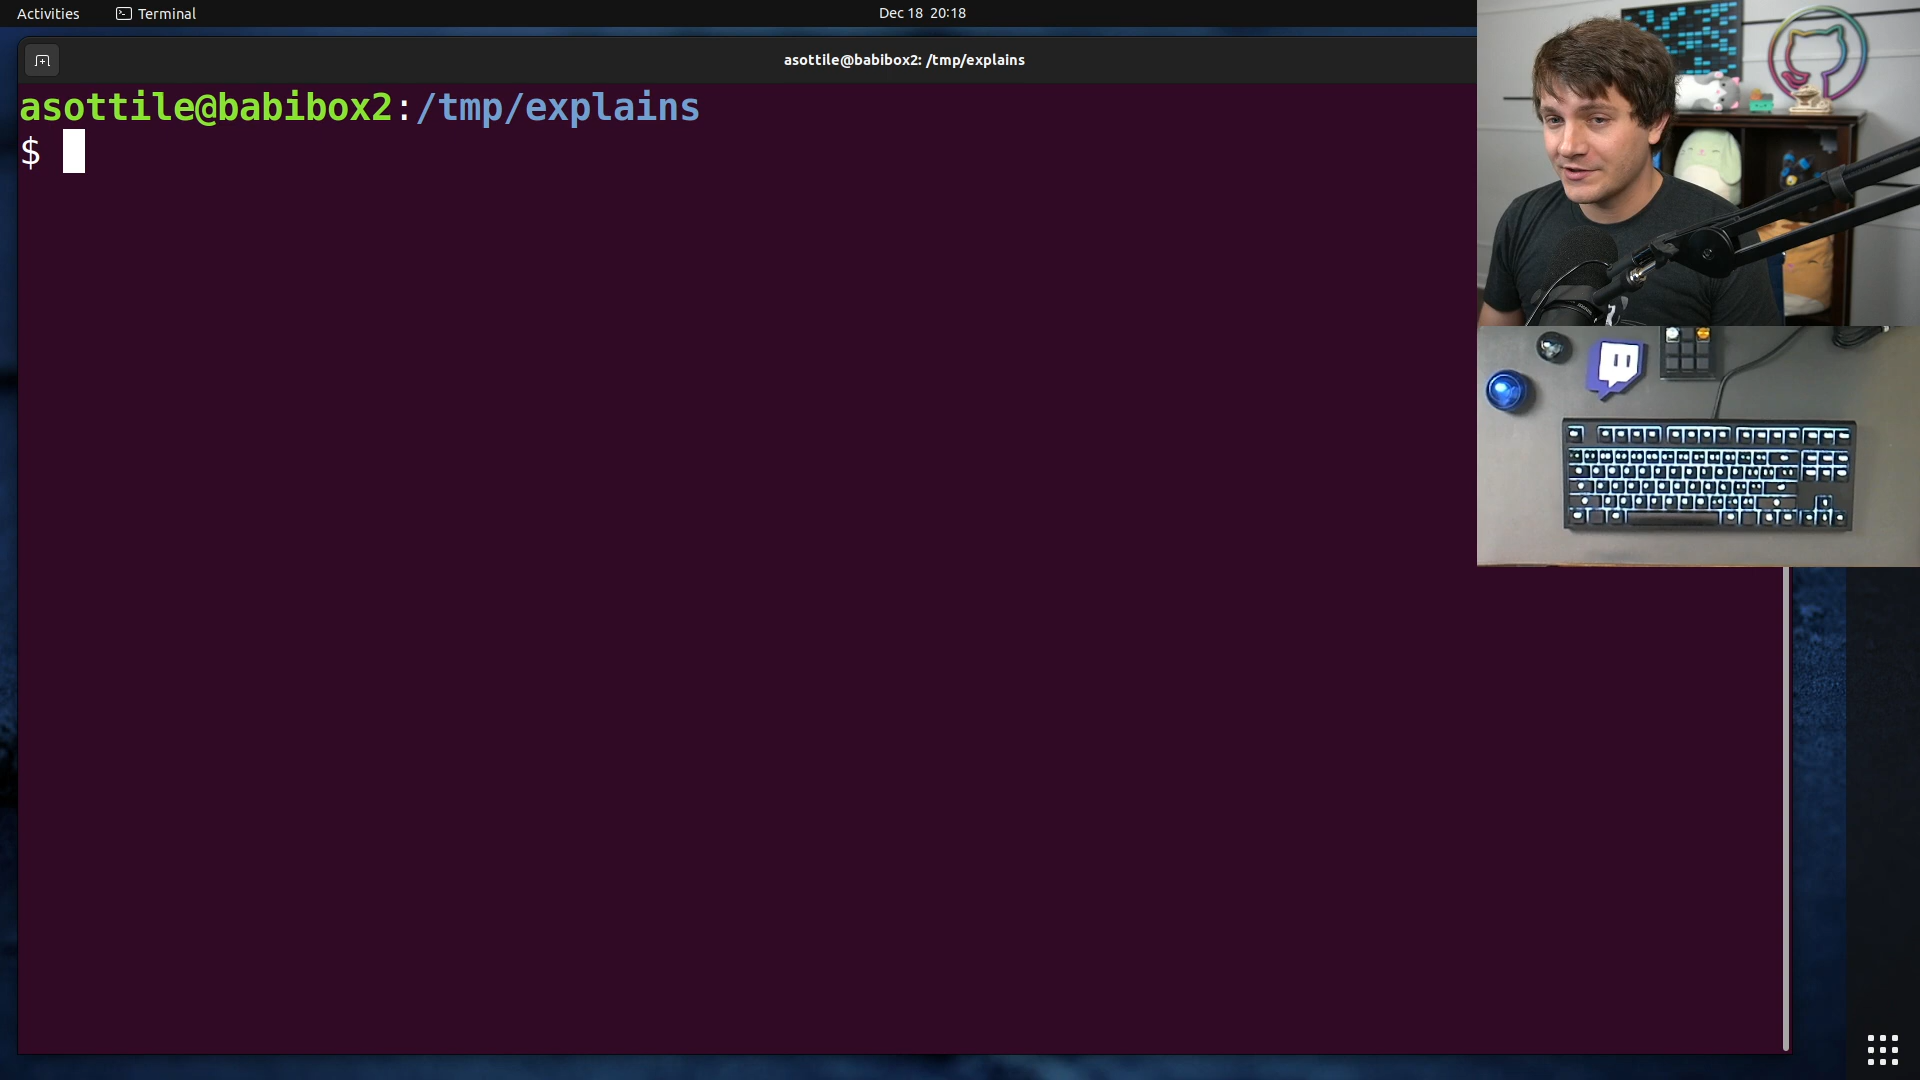 Activities
Terminal
Dec 18 20:18
asottile@babibox2: /tmp/explains
asottile@babibox2:/tmp/explains
$